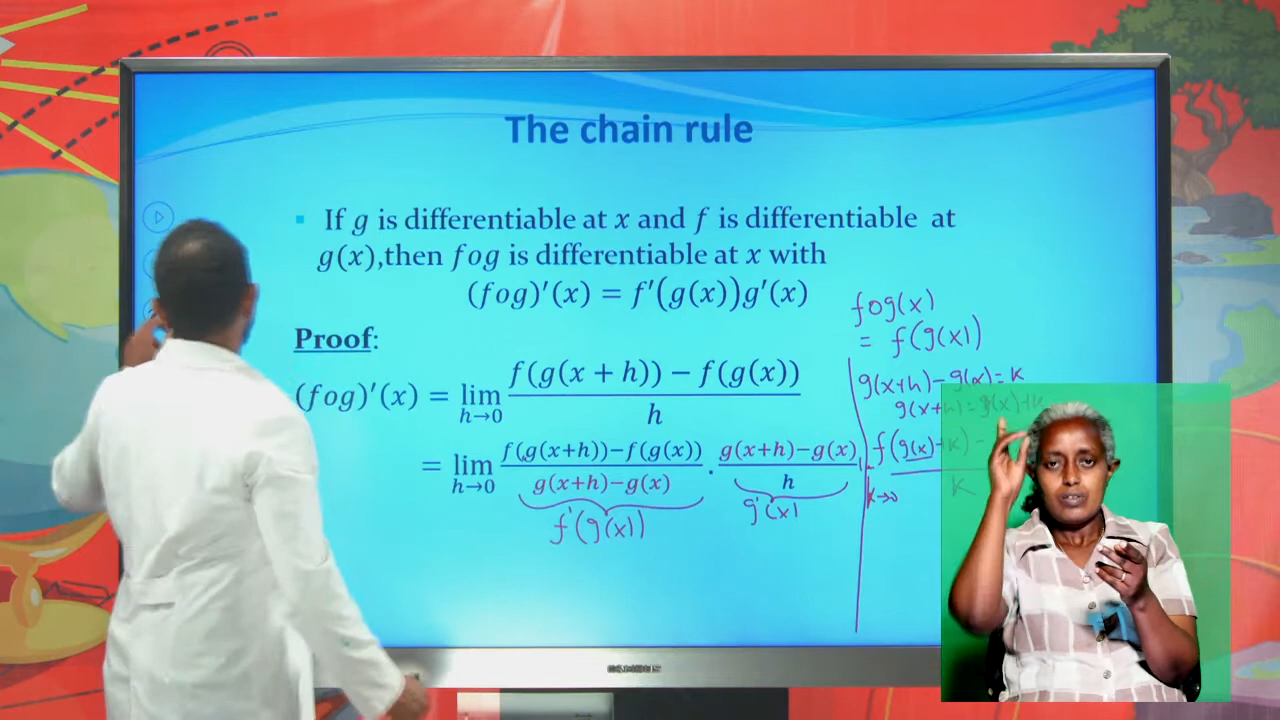 The chain rule
If g is differentiable at x and f is differentiable at
g(x),then fog is differentiable at x with
(fog)′(x) = f′(g(x))g′(x)
Proof:
(fog)′(x) = lim h→0 f(g(x + h)) − f(g(x)) / h
= lim h→0 f(g(x+h))−f(g(x)) / g(x+h)−g(x) . g(x+h)−g(x) / h
f'(g(x)) g'(x)
fog(x)
= f(g(x))
g(x+h)−g(x) = k
g(x+h) = g(x)+k
f(g(x)+k) −
k
k→0